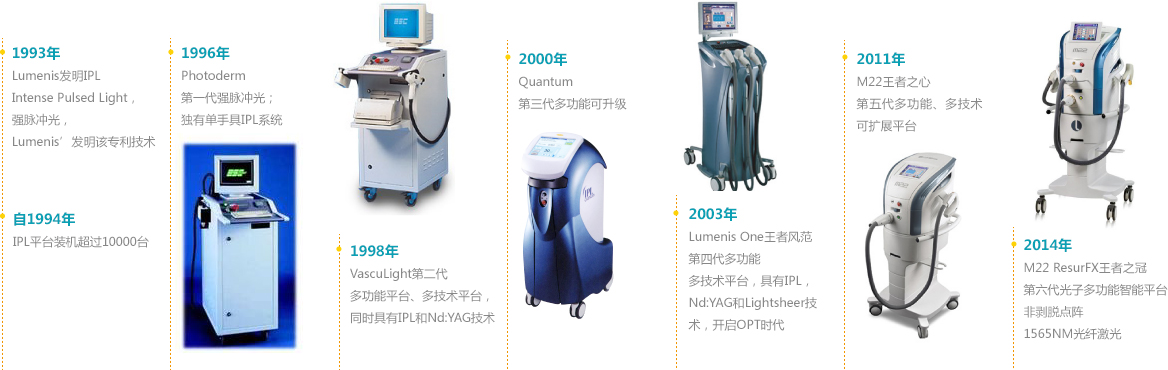 1993年
Lumenis发明IPL
Intense Pulsed Light，
强脉冲光，
Lumenis’发明该专利技术
自1994年
IPL平台装机超过10000台
1996年
Photoderm
第一代强脉冲光；
独有单手具IPL系统
ESC
ESC
1998年
VascuLight第二代
多功能平台、多技术平台，
同时具有IPL和Nd:YAG技术
2000年
Quantum
第三代多功能可升级
IPL
2003年
Lumenis One王者风范
第四代多功能
多技术平台，具有IPL，
Nd:YAG和Lightsheer技
术，开启OPT时代
2011年
M22王者之心
第五代多功能、多技术
可扩展平台
2014年
M22 ResurFX王者之冠
第六代光子多功能智能平台
非剥脱点阵
1565NM光纤激光